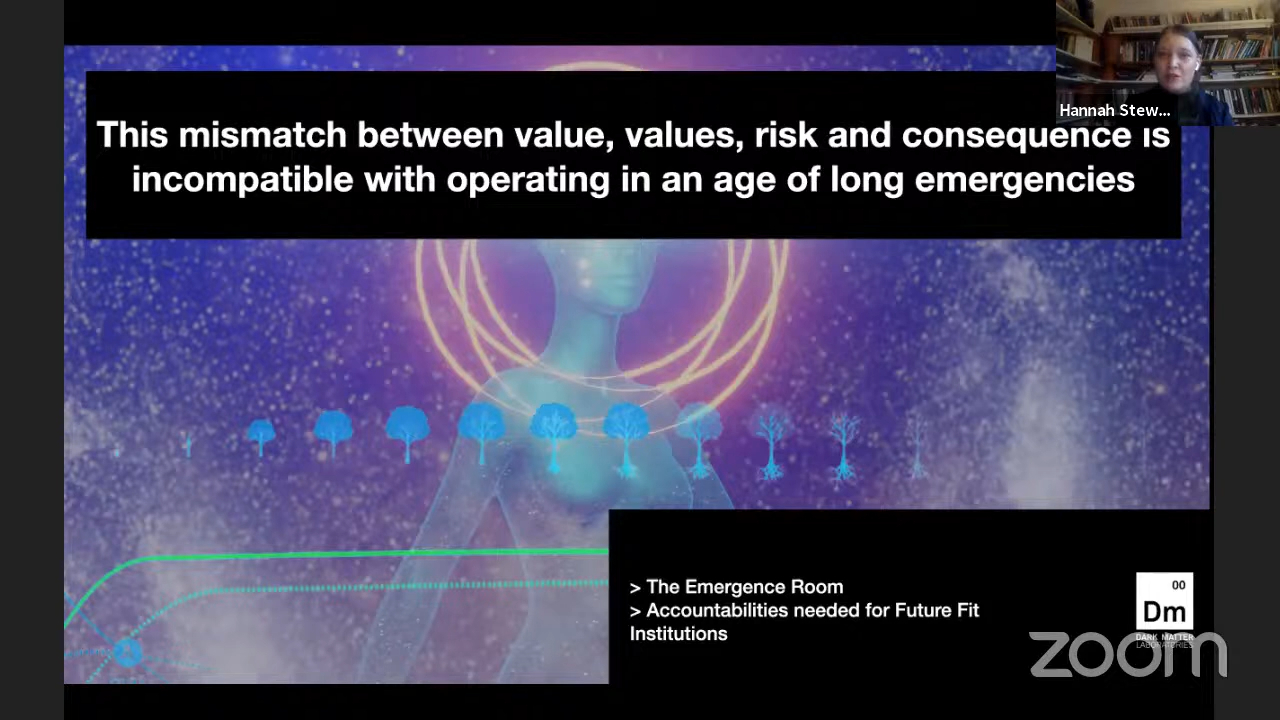 Hannah Stew...
This mismatch between value, values, risk and consequence is
incompatible with operating in an age of long emergencies
> The Emergence Room
> Accountabilities needed for Future Fit
Institutions
00
Dm
DARK MATTER
LABORATORIES
zoom